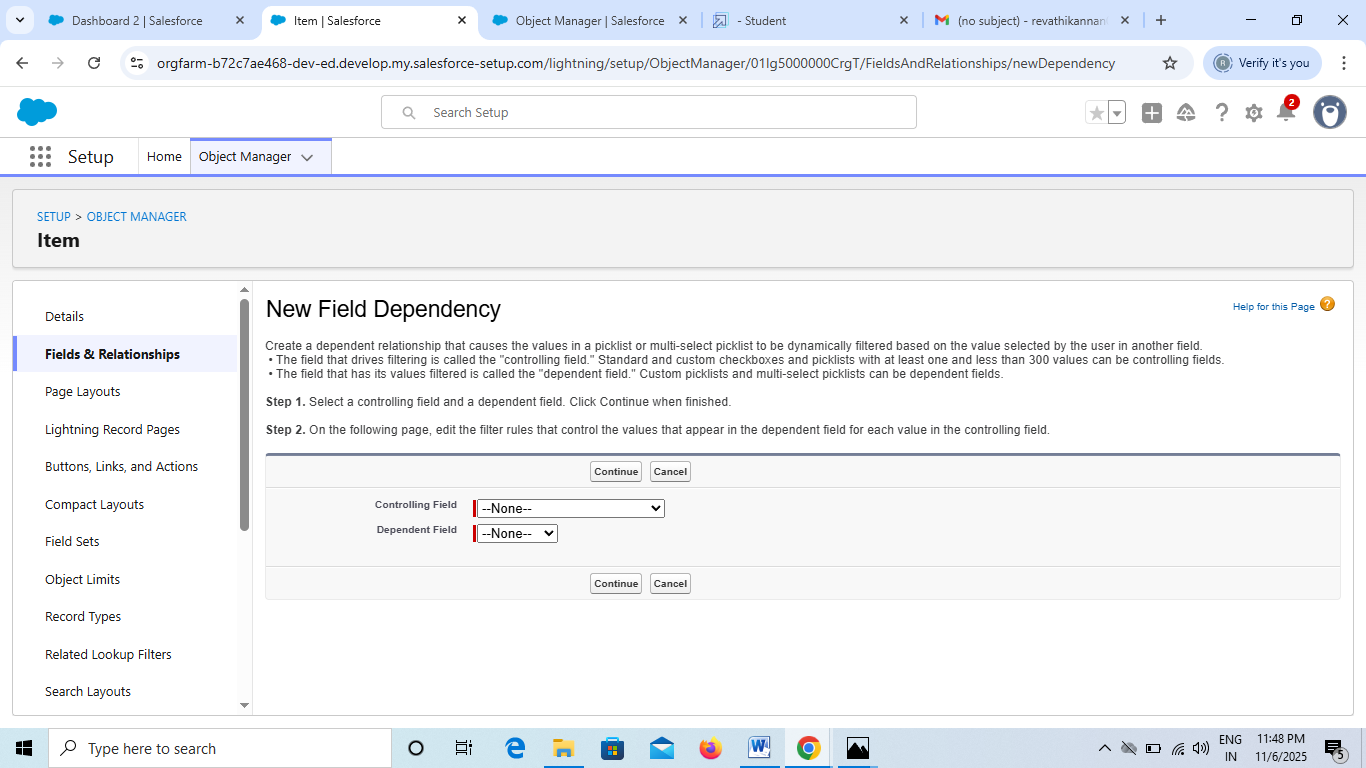 Dashboard 2 | Salesforce
Item | Salesforce
Object Manager | Salesforce
- Student
(no subject) - revathikannan
orgfarm-b72c7ae468-dev-ed.develop.my.salesforce-setup.com/lightning/setup/ObjectManager/01Ig5000000CrgT/FieldsAndRelationships/newDependency
R
Verify it's you
Search Setup
2
Setup
Home
Object Manager
SETUP > OBJECT MANAGER
Item
Details
Fields & Relationships
Page Layouts
Lightning Record Pages
Buttons, Links, and Actions
Compact Layouts
Field Sets
Object Limits
Record Types
Related Lookup Filters
Search Layouts
New Field Dependency
Help for this Page ?
Create a dependent relationship that causes the values in a picklist or multi-select picklist to be dynamically filtered based on the value selected by the user in another field.
• The field that drives filtering is called the "controlling field." Standard and custom checkboxes and picklists with at least one and less than 300 values can be controlling fields.
• The field that has its values filtered is called the "dependent field." Custom picklists and multi-select picklists can be dependent fields.
Step 1. Select a controlling field and a dependent field. Click Continue when finished.
Step 2. On the following page, edit the filter rules that control the values that appear in the dependent field for each value in the controlling field.
Continue Cancel
Controlling Field --None--
Dependent Field --None--
Continue Cancel
Type here to search
ENG
IN
11:48 PM
11/6/2025
5